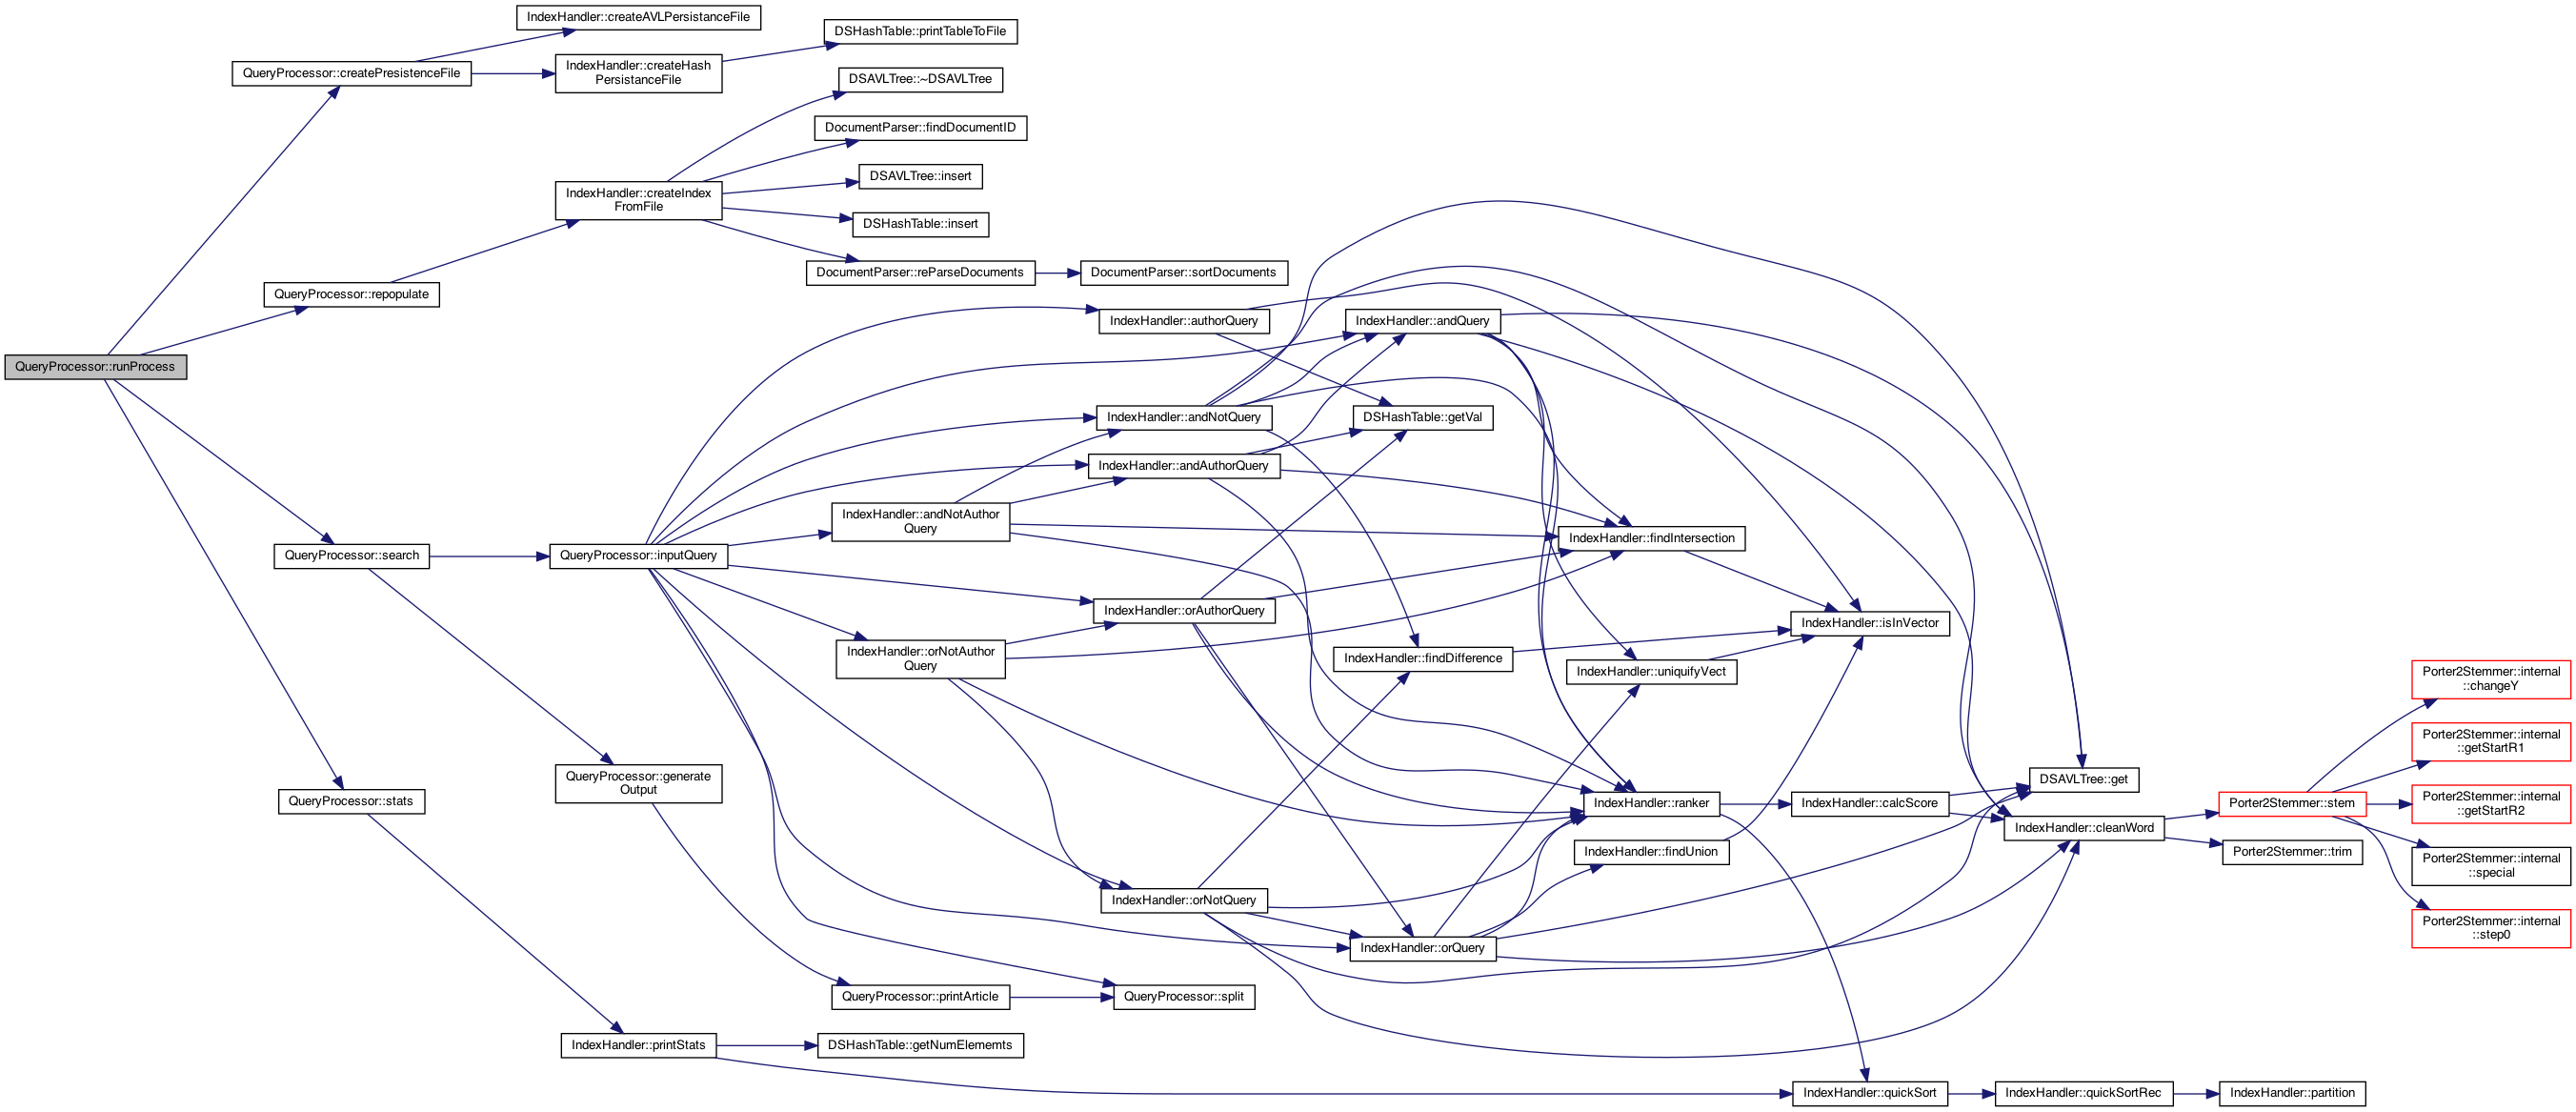 IndexHandler::createAVLPersistanceFile
DSHashTable::printTableToFile
QueryProcessor::createPresistenceFile
IndexHandler::createHash
PersistanceFile
DSAVLTree::~DSAVLTree
DocumentParser::findDocumentID
DSAVLTree::insert
IndexHandler::createIndex
FromFile
DSHashTable::insert
DocumentParser::reParseDocuments
DocumentParser::sortDocuments
QueryProcessor::repopulate
IndexHandler::authorQuery
IndexHandler::andQuery
QueryProcessor::runProcess
IndexHandler::andNotQuery
DSHashTable::getVal
IndexHandler::andAuthorQuery
IndexHandler::andNotAuthor
Query
IndexHandler::findIntersection
QueryProcessor::search
QueryProcessor::inputQuery
IndexHandler::orAuthorQuery
IndexHandler::isInVector
IndexHandler::orNotAuthor
Query
IndexHandler::findDifference
IndexHandler::uniquifyVect
Porter2Stemmer::internal
::changeY
Porter2Stemmer::internal
::getStartR1
QueryProcessor::generate
Output
DSAVLTree::get
QueryProcessor::stats
IndexHandler::ranker
IndexHandler::calcScore
Porter2Stemmer::stem
Porter2Stemmer::internal
::getStartR2
IndexHandler::cleanWord
IndexHandler::findUnion
Porter2Stemmer::trim
Porter2Stemmer::internal
::special
IndexHandler::orNotQuery
Porter2Stemmer::internal
::step0
IndexHandler::orQuery
QueryProcessor::printArticle
QueryProcessor::split
IndexHandler::printStats
DSHashTable::getNumElememts
IndexHandler::quickSort
IndexHandler::quickSortRec
IndexHandler::partition